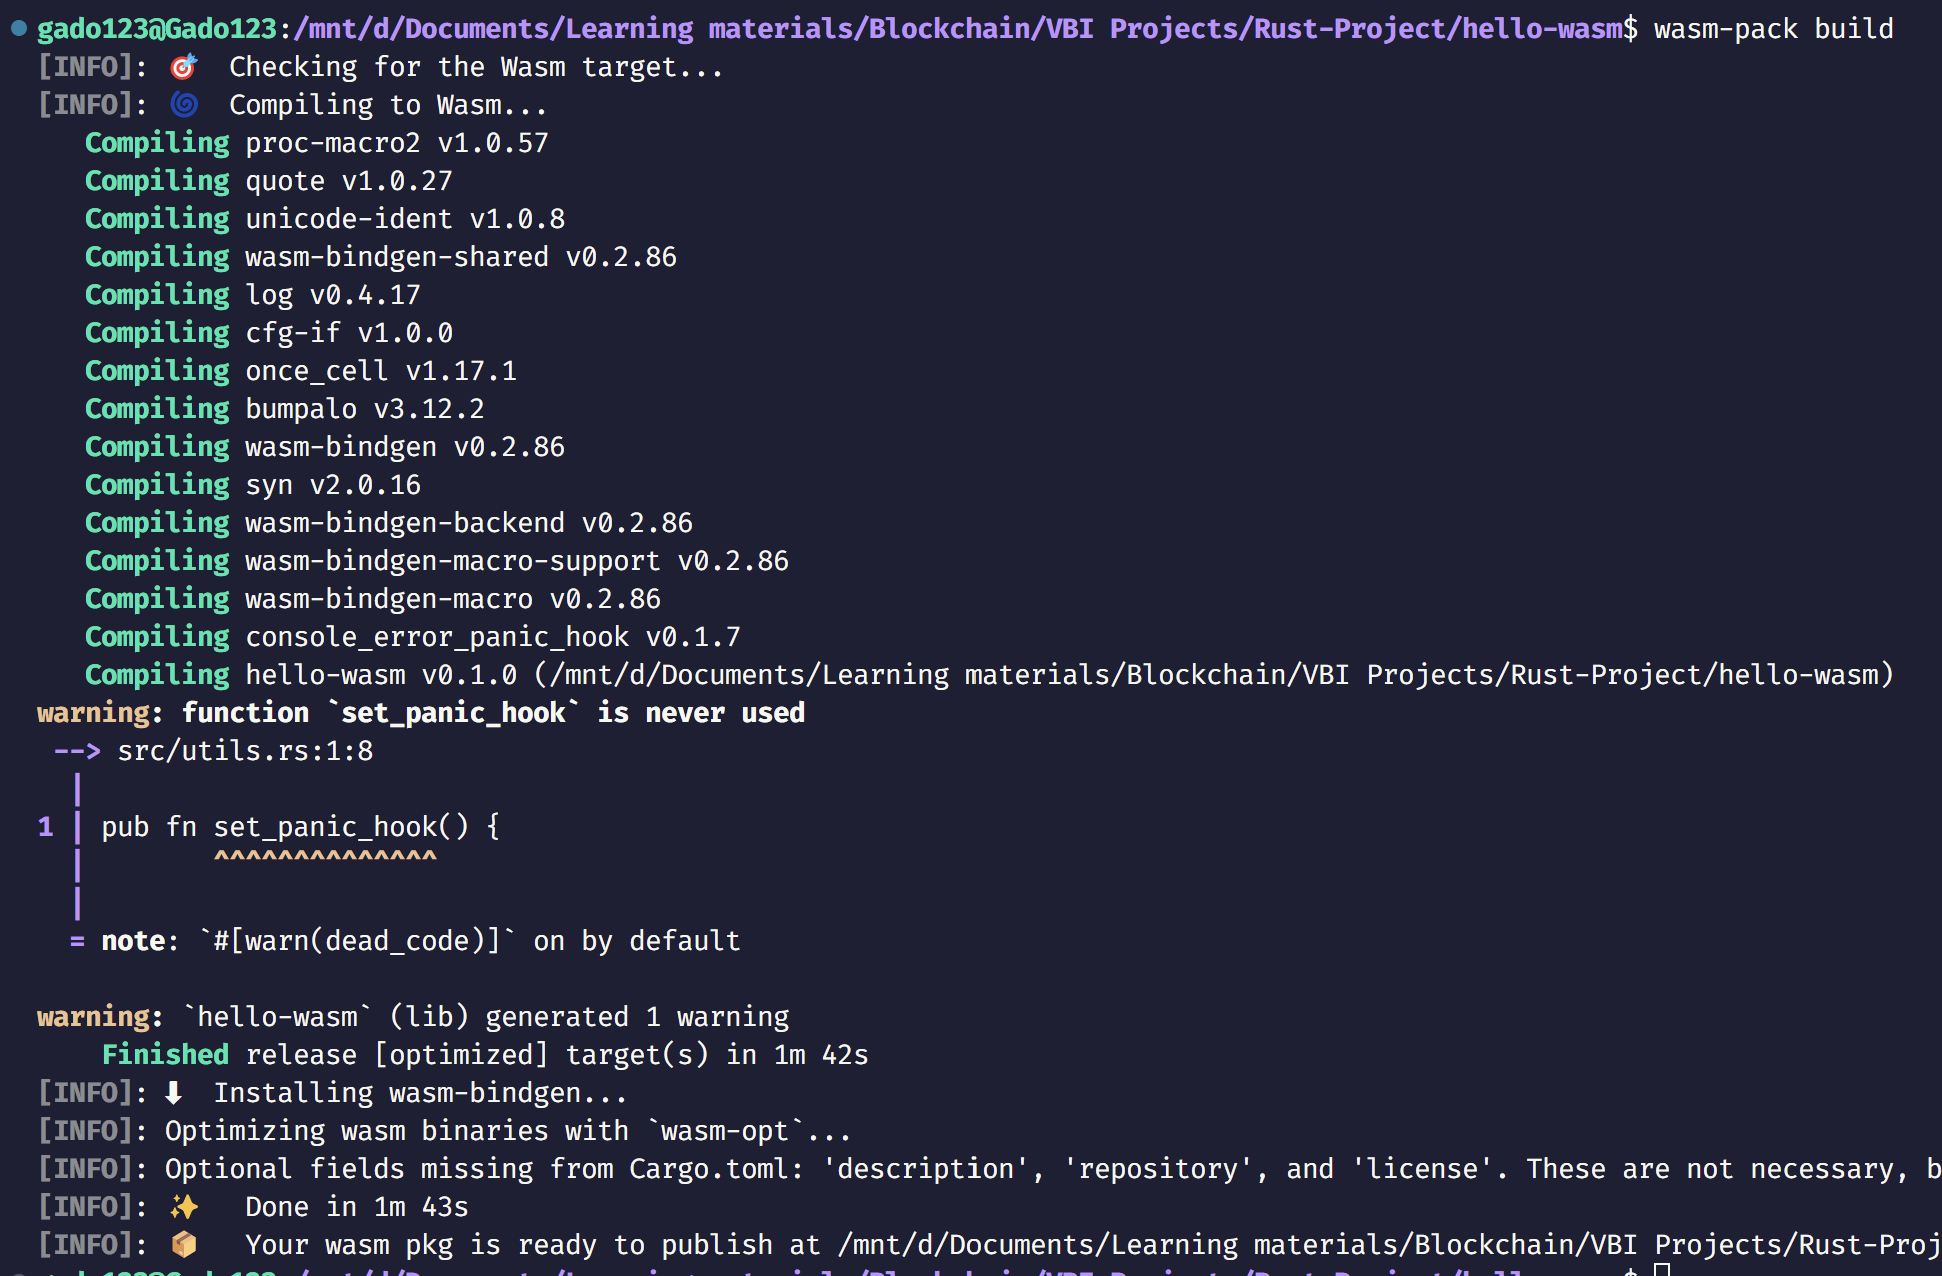 gado123@Gado123:/mnt/d/Documents/Learning materials/Blockchain/VBI Projects/Rust-Project/hello-wasm$ wasm-pack build
[INFO]: 🎯  Checking for the Wasm target...
[INFO]: 🌀  Compiling to Wasm...
   Compiling proc-macro2 v1.0.57
   Compiling quote v1.0.27
   Compiling unicode-ident v1.0.8
   Compiling wasm-bindgen-shared v0.2.86
   Compiling log v0.4.17
   Compiling cfg-if v1.0.0
   Compiling once_cell v1.17.1
   Compiling bumpalo v3.12.2
   Compiling wasm-bindgen v0.2.86
   Compiling syn v2.0.16
   Compiling wasm-bindgen-backend v0.2.86
   Compiling wasm-bindgen-macro-support v0.2.86
   Compiling wasm-bindgen-macro v0.2.86
   Compiling console_error_panic_hook v0.1.7
   Compiling hello-wasm v0.1.0 (/mnt/d/Documents/Learning materials/Blockchain/VBI Projects/Rust-Project/hello-wasm)
warning: function `set_panic_hook` is never used
 --> src/utils.rs:1:8
  |
1 | pub fn set_panic_hook() {
  |        ^^^^^^^^^^^^^^
  |
  = note: `#[warn(dead_code)]` on by default
warning: `hello-wasm` (lib) generated 1 warning
    Finished release [optimized] target(s) in 1m 42s
[INFO]: ⬇️  Installing wasm-bindgen...
[INFO]: Optimizing wasm binaries with `wasm-opt`...
[INFO]: Optional fields missing from Cargo.toml: 'description', 'repository', and 'license'. These are not necessary, b
[INFO]: ✨   Done in 1m 43s
[INFO]: 📦   Your wasm pkg is ready to publish at /mnt/d/Documents/Learning materials/Blockchain/VBI Projects/Rust-Proj